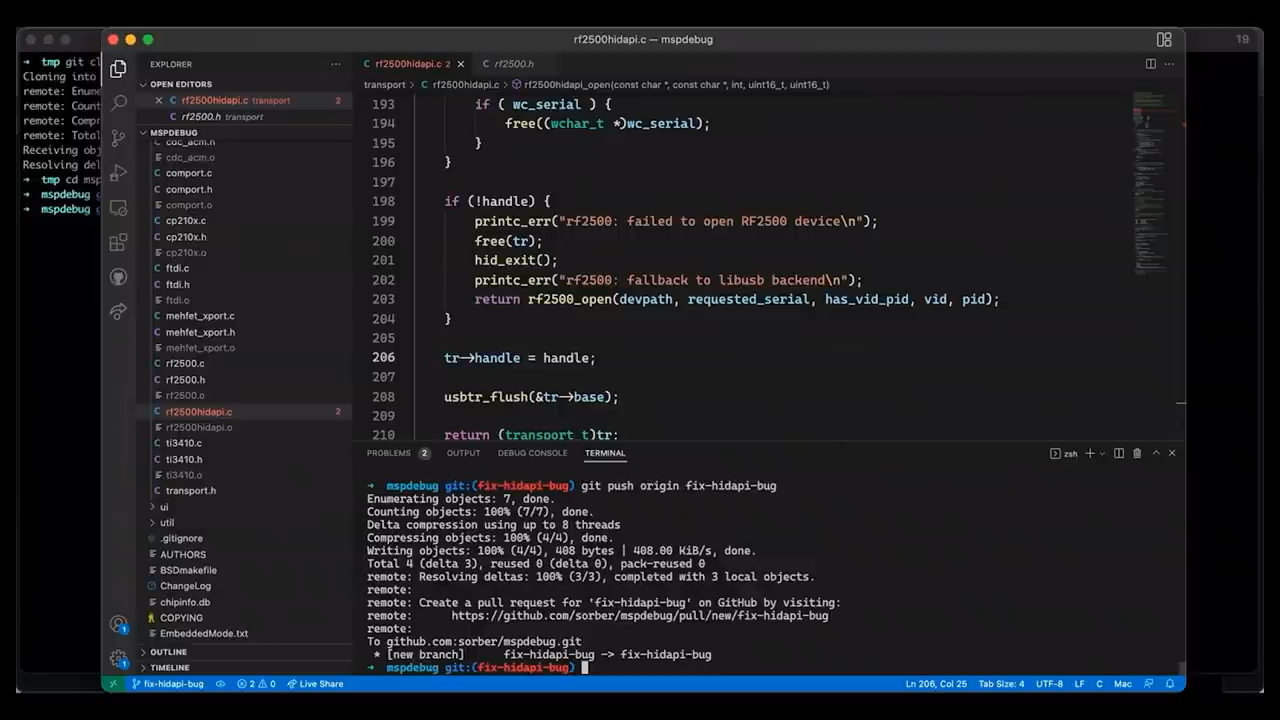 rf2500hidapi.c — mspdebug
19
➜ tmp git cl
Cloning into
remote: Enume
remote: Count
remote: Compr
remote: Total
Receiving obj
Resolving del
➜ tmp cd msp
➜ mspdebug g
➜ mspdebug g
EXPLORER
OPEN EDITORS
rf2500hidapi.c transport 2
rf2500.h transport
MSPDEBUG
cdc_acm.h
cdc_acm.o
comport.c
comport.h
comport.o
cp210x.c
cp210x.h
cp210x.o
ftdi.c
ftdi.h
ftdi.o
mehfet_xport.c
mehfet_xport.h
mehfet_xport.o
rf2500.c
rf2500.h
rf2500.o
rf2500hidapi.c 2
rf2500hidapi.o
ti3410.c
ti3410.h
ti3410.o
transport.h
ui
util
.gitignore
AUTHORS
BSDmakefile
ChangeLog
chipinfo.db
COPYING
EmbeddedMode.txt
OUTLINE
TIMELINE
rf2500hidapi.c 2
rf2500.h
transport > rf2500hidapi.c > rf2500hidapi_open(const char *, const char *, int, uint16_t, uint16_t)
193 if ( wc_serial ) {
194 free((wchar_t *)wc_serial);
195 }
196 }
197
198 if (!handle) {
199 printc_err("rf2500: failed to open RF2500 device\n");
200 free(tr);
201 hid_exit();
202 printc_err("rf2500: fallback to libusb backend\n");
203 return rf2500_open(devpath, requested_serial, has_vid_pid, vid, pid);
204 }
205
206 tr->handle = handle;
207
208 usbtr_flush(&tr->base);
209
210 return (transport_t)tr;
PROBLEMS 2 OUTPUT DEBUG CONSOLE TERMINAL
zsh
➜ mspdebug git:(fix-hidapi-bug) git push origin fix-hidapi-bug
Enumerating objects: 7, done.
Counting objects: 100% (7/7), done.
Delta compression using up to 8 threads
Compressing objects: 100% (4/4), done.
Writing objects: 100% (4/4), 408 bytes | 408.00 KiB/s, done.
Total 4 (delta 3), reused 0 (delta 0), pack-reused 0
remote: Resolving deltas: 100% (3/3), completed with 3 local objects.
remote:
remote: Create a pull request for 'fix-hidapi-bug' on GitHub by visiting:
remote: https://github.com/sorber/mspdebug/pull/new/fix-hidapi-bug
remote:
To github.com:sorber/mspdebug.git
* [new branch] fix-hidapi-bug -> fix-hidapi-bug
➜ mspdebug git:(fix-hidapi-bug)
1
1
fix-hidapi-bug 2 0 Live Share Ln 206, Col 25 Tab Size: 4 UTF-8 LF C Mac